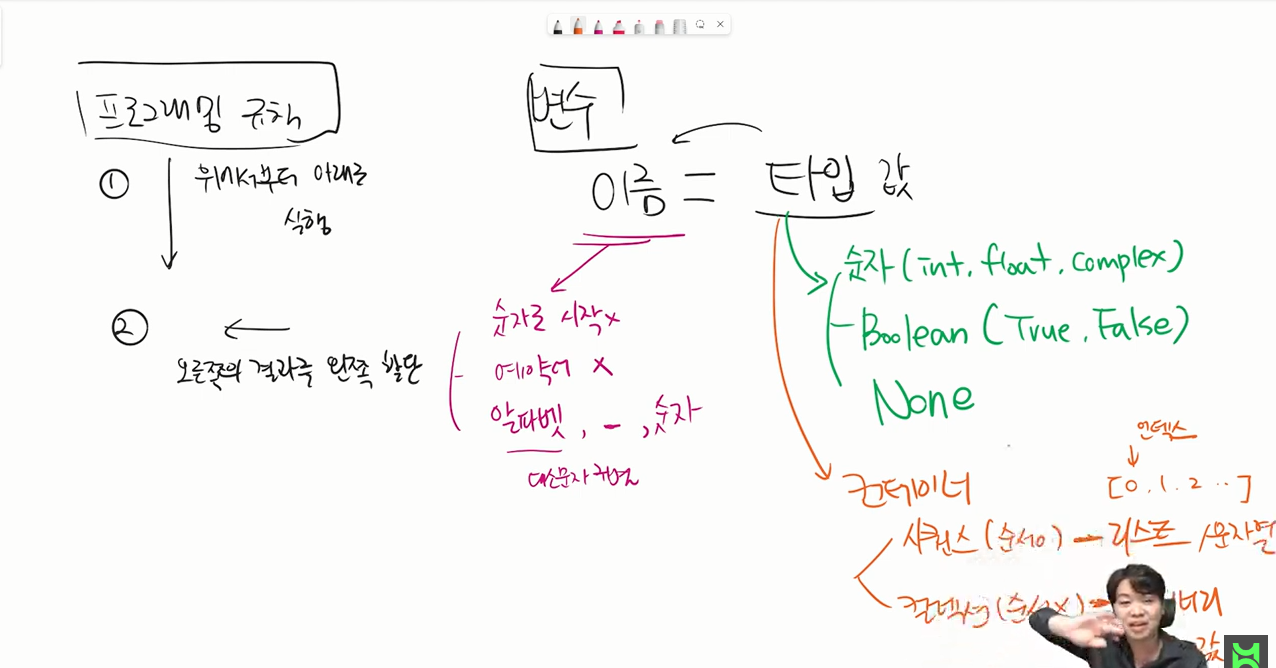 프로그래밍 규칙
① 위에서부터 아래로
실행
②
오른쪽의 결과를 왼쪽 할당
변수
이름 = 타입 값
숫자로 시작 x
예약어 x
알파벳, _ , 숫자
대소문자 구분
숫자 (int, float, complex)
Boolean (True, False)
None
컨테이너
인덱스
[0, 1, 2 ..]
시퀀스 (순서o) - 리스트 / 문자열
컬렉션 (순서x) -
너리
값